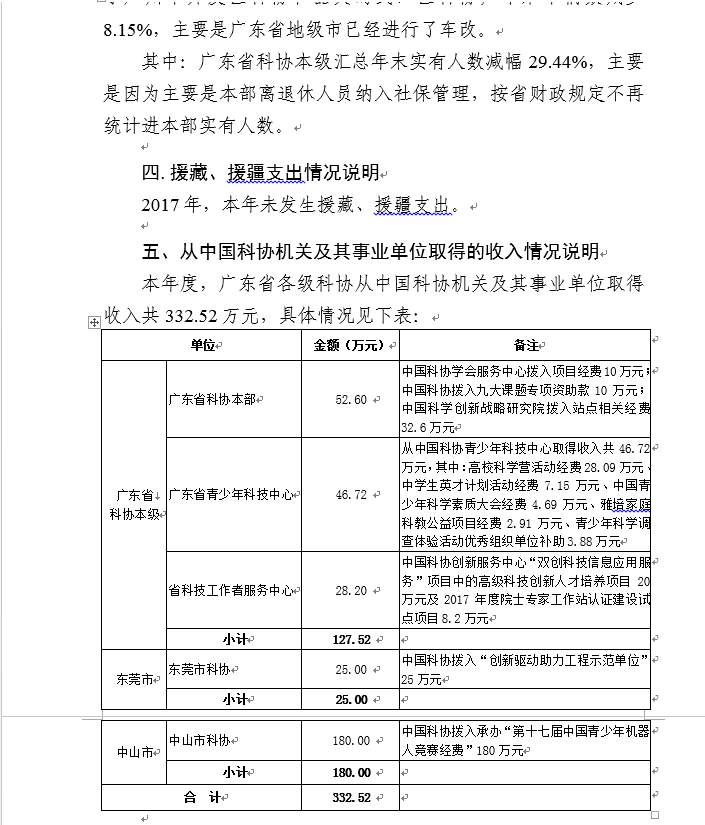 8.15%，主要是广东省地级市已经进行了车改。
其中：广东省科协本级汇总年末实有人数减幅 29.44%，主要
是因为主要是本部离退休人员纳入社保管理，按省财政规定不再
统计进本部实有人数。
四. 援藏、援疆支出情况说明
2017 年，本年未发生援藏、援疆支出。
五、从中国科协机关及其事业单位取得的收入情况说明
本年度，广东省各级科协从中国科协机关及其事业单位取得
收入共 332.52 万元，具体情况见下表：
单位 金额（万元） 备注
广东省
科协本级
广东省科协本部 52.60
中国科协学会服务中心拨入项目经费 10 万元；
中国科协拨入九大课题专项资助款 10 万元；
中国科学创新战略研究院拨入站点相关经费
32.6 万元
广东省青少年科技中心 46.72
从中国科协青少年科技中心取得收入共 46.72
万元，其中：高校科学营活动经费 28.09 万元、
中学生英才计划活动经费 7.15 万元、中国青
少年科学素质大会经费 4.69 万元、雅培家庭
科教公益项目经费 2.91 万元、青少年科学调
查体验活动优秀组织单位补助 3.88 万元
省科技工作者服务中心 28.20
中国科协创新服务中心“双创科技信息应用服
务”项目中的高级科技创新人才培养项目 20
万元及 2017 年度院士专家工作站认证建设试
点项目 8.2 万元
小计 127.52
东莞市
东莞市科协 25.00
中国科协拨入“创新驱动助力工程示范单位”
25 万元
小计 25.00
中山市
中山市科协 180.00
中国科协拨入承办“第十七届中国青少年机器
人竞赛经费”180 万元
小计 180.00
合 计 332.52